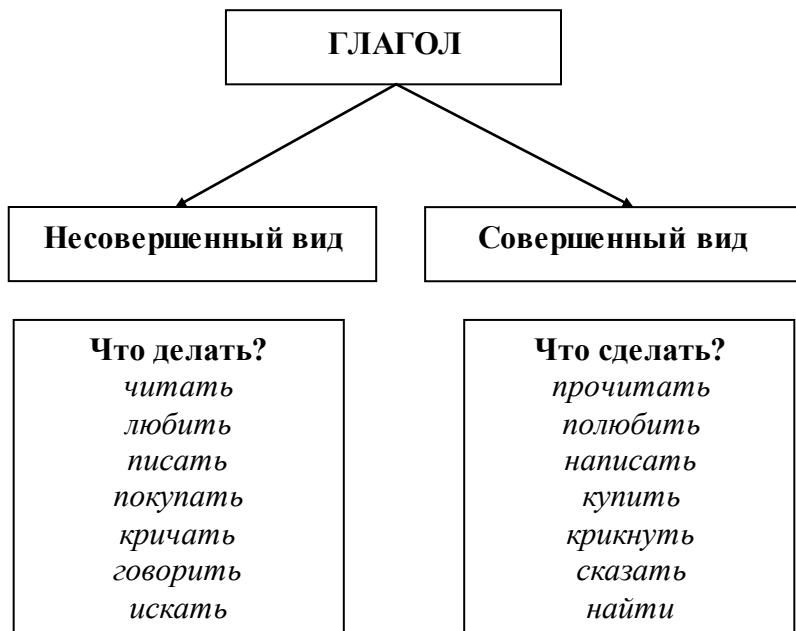 ГЛАГОЛ
Несовершенный вид
Совершенный вид
Что делать?
читать
любить
писать
покупать
кричать
говорить
искать
Что сделать?
прочитать
полюбить
написать
купить
крикнуть
сказать
найти